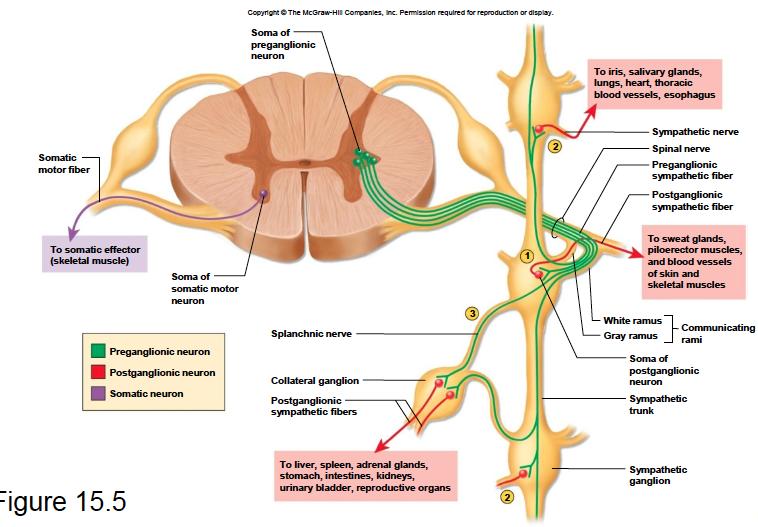 Copyright © The McGraw-Hill Companies, Inc. Permission required for reproduction or display.
Soma of
preganglionic
neuron
To iris, salivary glands,
lungs, heart, thoracic
blood vessels, esophagus
2
Sympathetic nerve
Spinal nerve
Preganglionic
sympathetic fiber
Postganglionic
sympathetic fiber
Somatic
motor fiber
To somatic effector
(skeletal muscle)
Soma of
somatic motor
neuron
1
To sweat glands,
piloerector muscles,
and blood vessels
of skin and
skeletal muscles
3
White ramus
Gray ramus
Communicating
rami
Splanchnic nerve
Preganglionic neuron
Postganglionic neuron
Somatic neuron
Soma of
postganglionic
neuron
Collateral ganglion
Postganglionic
sympathetic fibers
Sympathetic
trunk
To liver, spleen, adrenal glands,
stomach, intestines, kidneys,
urinary bladder, reproductive organs
Sympathetic
ganglion
2
Figure 15.5